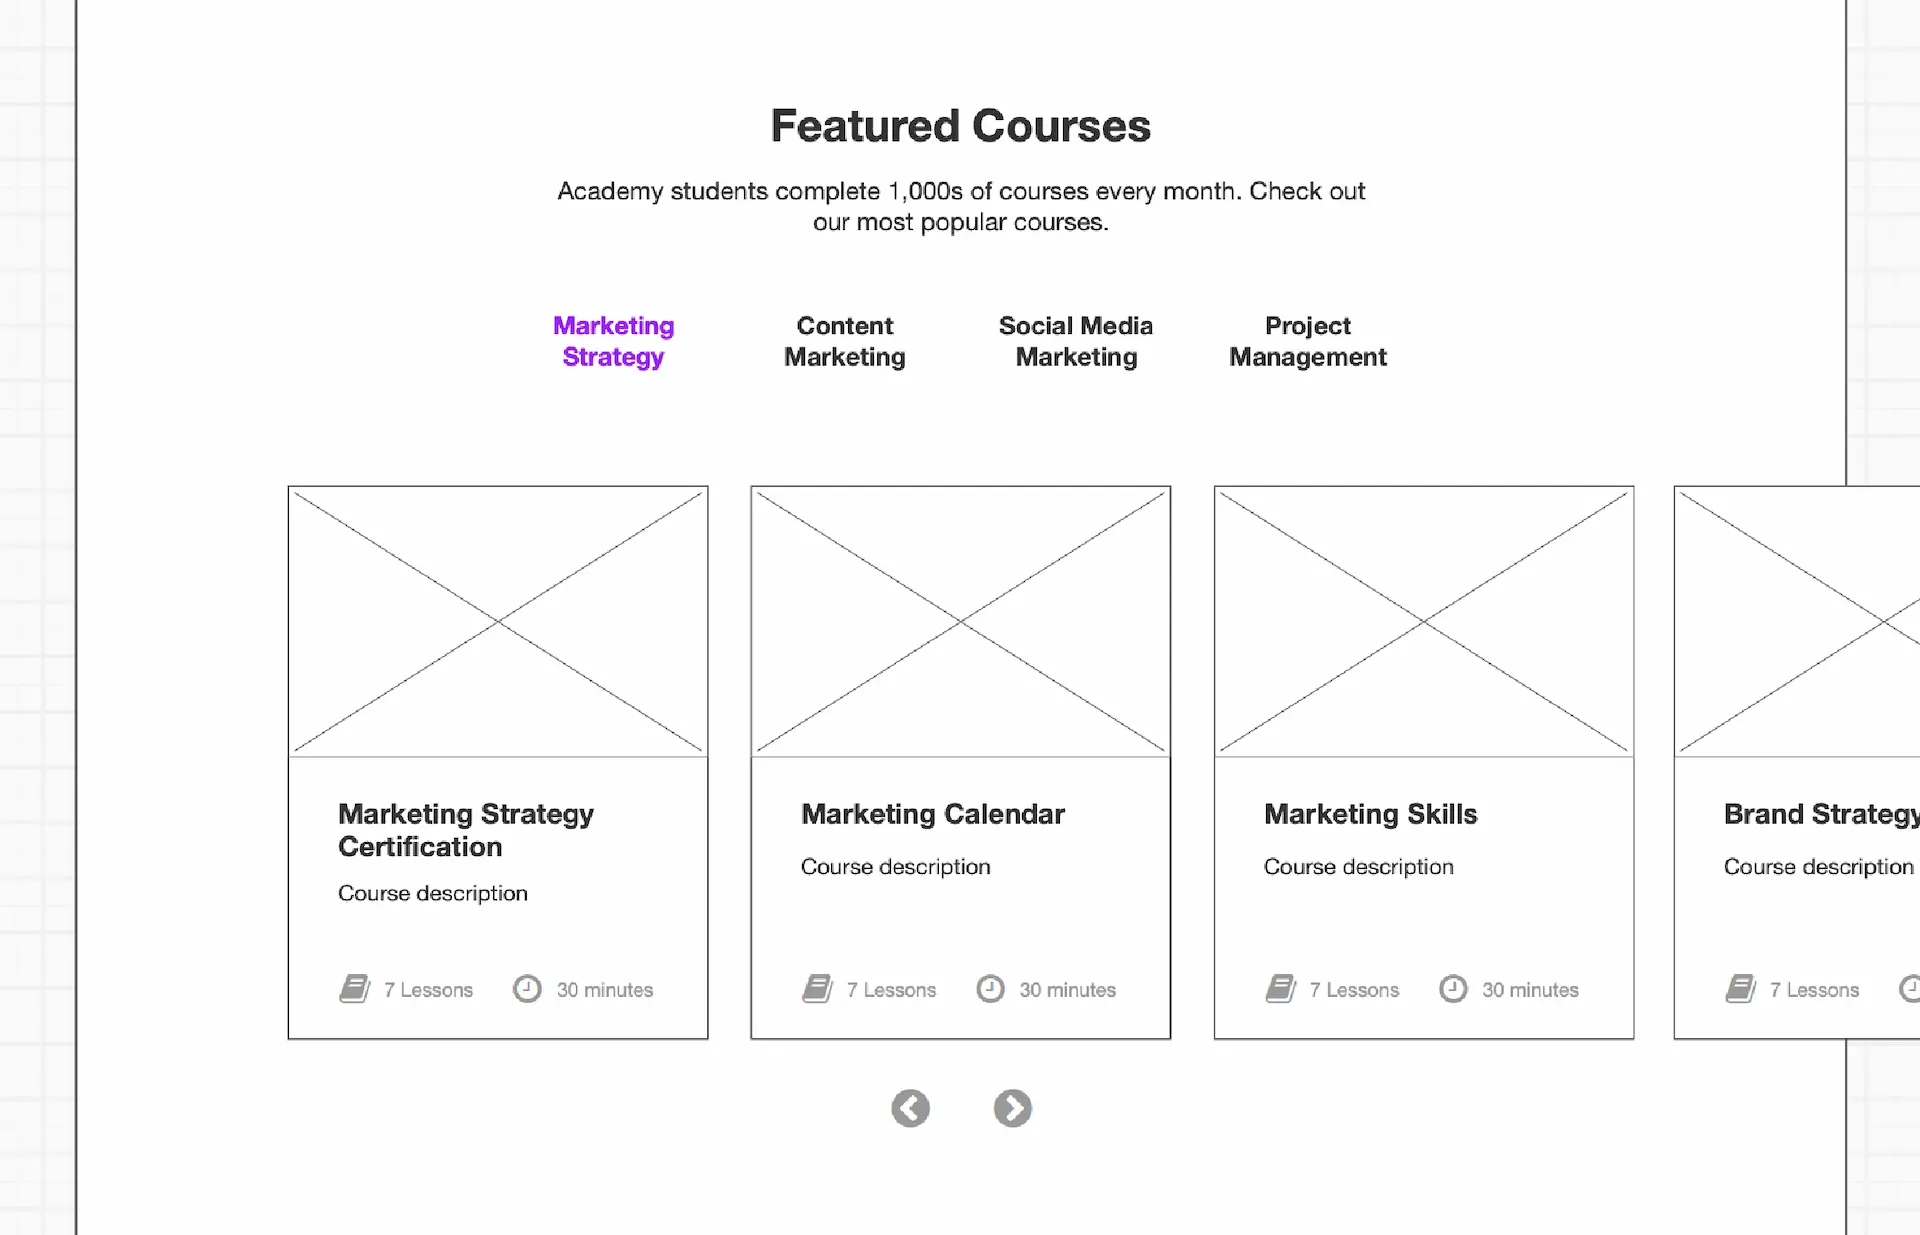 Featured Courses
Academy students complete 1,000s of courses every month. Check out
our most popular courses.
Marketing
Strategy
Content
Marketing
Social Media
Marketing
Project
Management
Marketing Strategy
Certification
Course description
7 Lessons
30 minutes
Marketing Calendar
Course description
7 Lessons
30 minutes
Marketing Skills
Course description
7 Lessons
30 minutes
Brand Strategy
Course description
7 Lessons